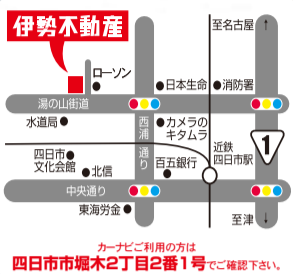 伊勢不動産
至名古屋
ローソン
日本生命
消防署
湯の山街道
水道局
カメラの
キタムラ
西浦通り
四日市
文化会館
北信
百五銀行
近鉄
四日市駅
1
中央通り
東海労金
至津
カーナビご利用の方は
四日市市堀木2丁目2番1号でご確認下さい。